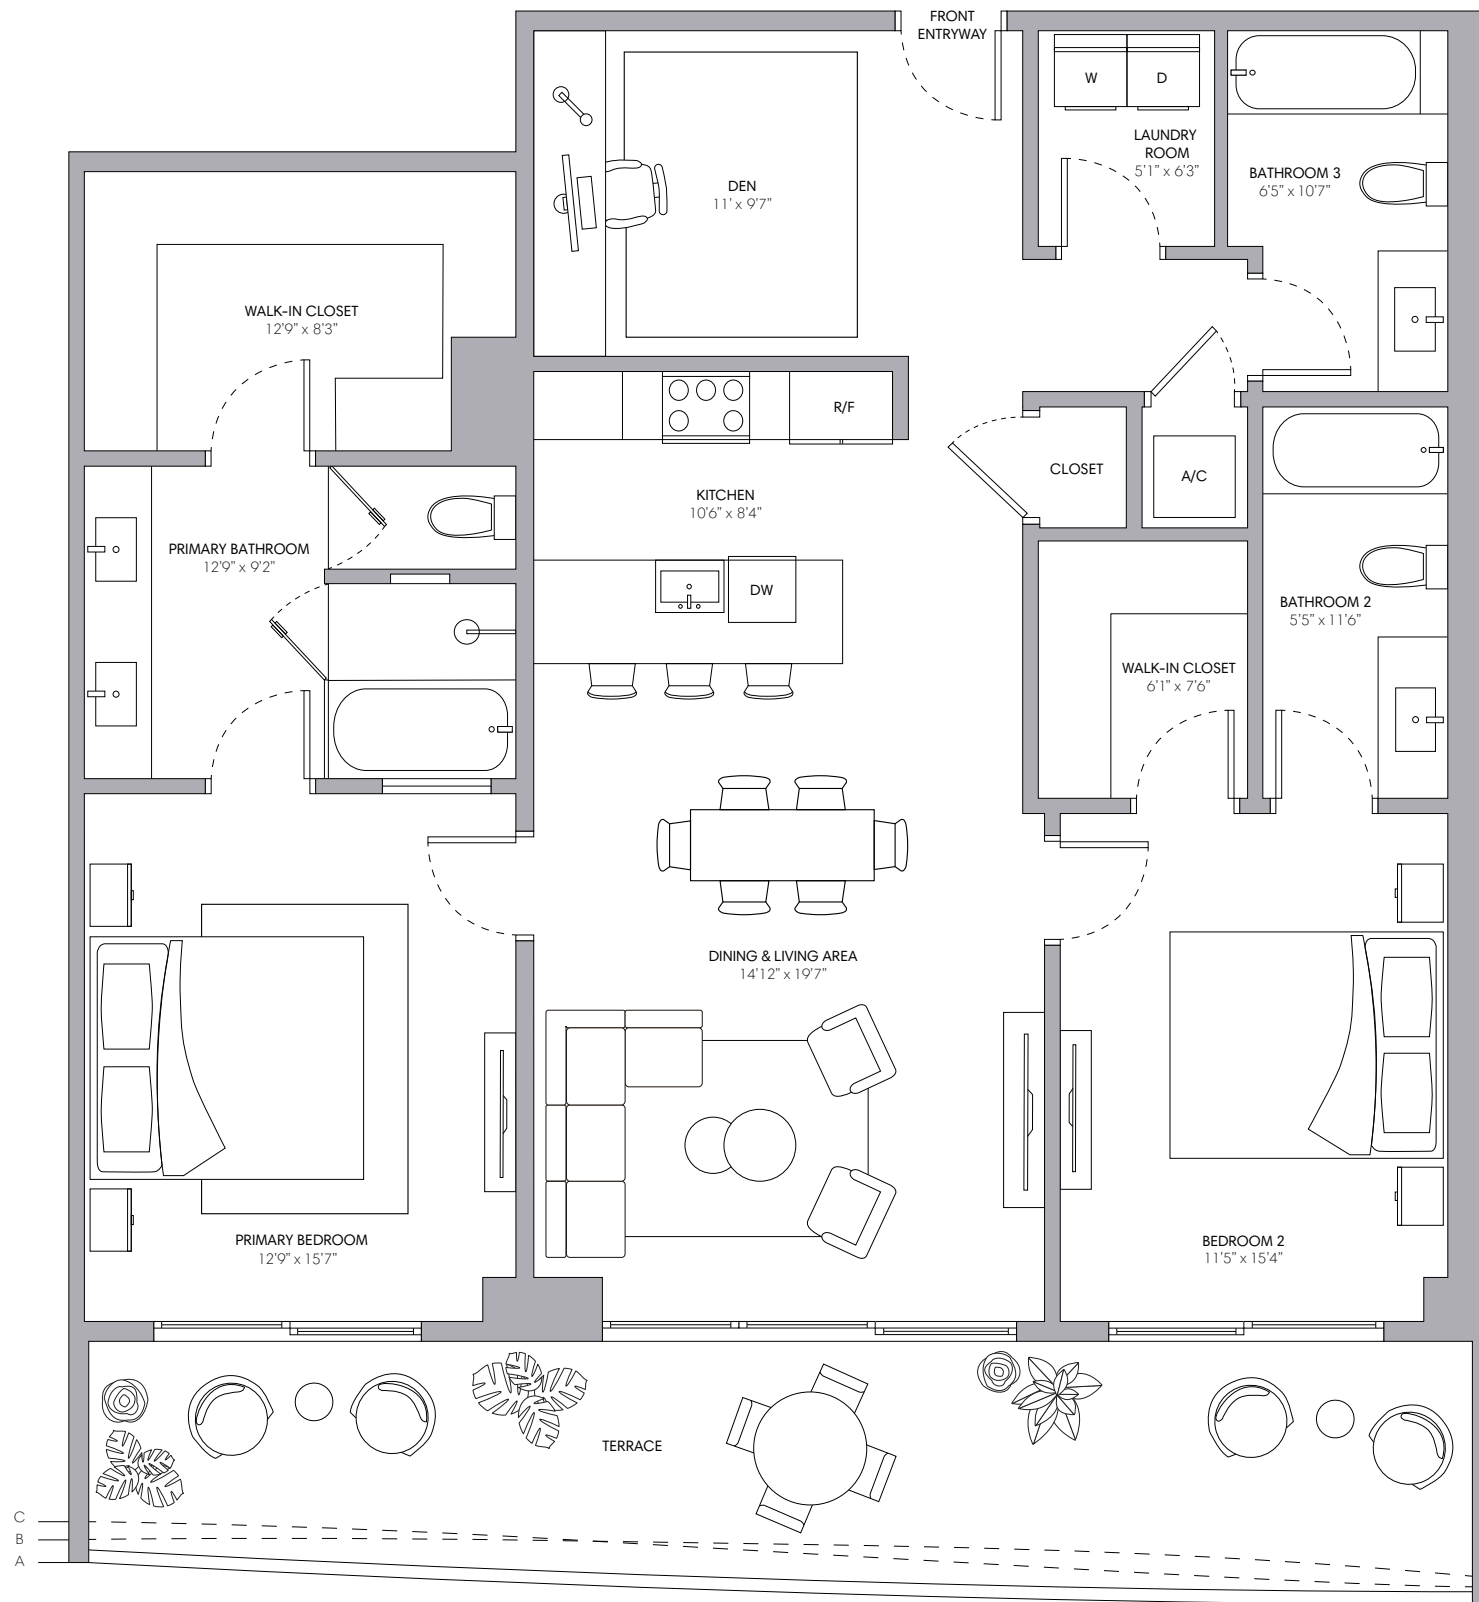 FRONT
ENTRYWAY
W
D
LAUNDRY
ROOM
5'1" x 6'3"
BATHROOM 3
6'5" x 10'7"
DEN
11' x 9'7"
WALK-IN CLOSET
12'9" x 8'3"
R/F
CLOSET
A/C
KITCHEN
10'6" x 8'4"
PRIMARY BATHROOM
12'9" x 9'2"
DW
BATHROOM 2
5'5" x 11'6"
WALK-IN CLOSET
6'1" x 7'6"
DINING & LIVING AREA
14'12" x 19'7"
PRIMARY BEDROOM
12'9" x 15'7"
BEDROOM 2
11'5" x 15'4"
TERRACE
C
B
A